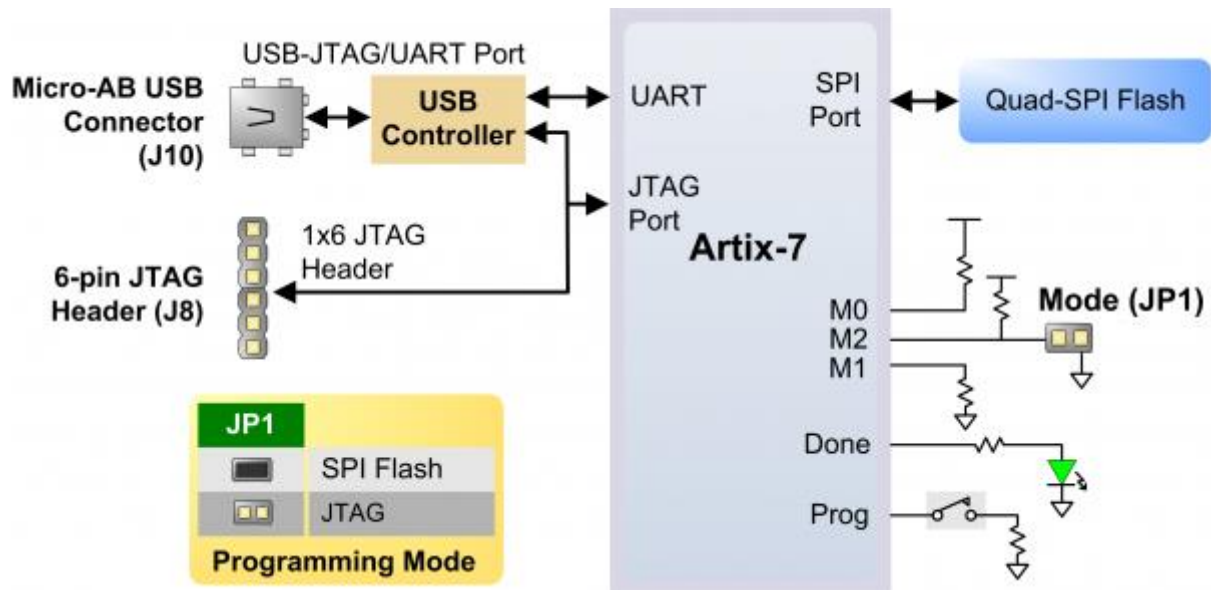 USB-JTAG/UART Port
Micro-AB USB
Connector
(J10)
USB
Controller
1x6 JTAG
Header
6-pin JTAG
Header (J8)
JP1
SPI Flash
JTAG
Programming Mode
UART
SPI
Port
JTAG
Port
Artix-7
M0
M2
M1
Done
Prog
Quad-SPI Flash
Mode (JP1)